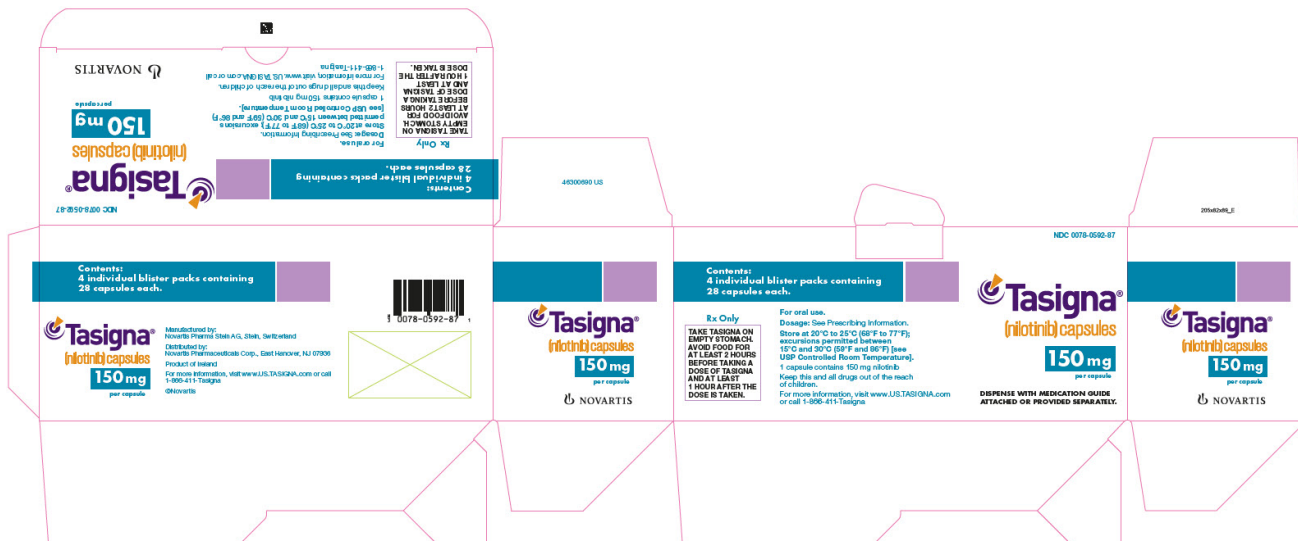 NOVARTIS
150 mg
per capsule
Tasigna®
(nilotinib) capsules
NDC 0078-0592-87
Rx Only
TAKE TASIGNA ON
EMPTY STOMACH.
AVOID FOOD FOR
AT LEAST 2 HOURS
BEFORE TAKING A
DOSE OF TASIGNA
AND AT LEAST
1 HOUR AFTER THE
DOSE IS TAKEN.
For oral use.
Dosage: See Prescribing Information.
Store at 20°C to 25°C (68°F to 77°F); excursions
permitted between 15°C and 30°C (59°F and 86°F)
[see USP Controlled Room Temperature].
1 capsule contains 150 mg nilotinib
Keep this and all drugs out of the reach of children.
For more information, visit www.US.TASIGNA.com or call
1-866-411-Tasigna
Contents:
4 individual blister packs containing
28 capsules each.
46300690 US
205x82x86_E
Contents:
4 individual blister packs containing
28 capsules each.
Tasigna®
(nilotinib) capsules
150 mg
per capsule
Manufactured by:
Novartis Pharma Stein AG, Stein, Switzerland
Distributed by:
Novartis Pharmaceuticals Corp., East Hanover, NJ 07936
Product of Ireland
For more information, visit www.US.TASIGNA.com or call
1-866-411-Tasigna
©Novartis
3 0078-0592-87 1
Tasigna®
(nilotinib) capsules
150 mg
per capsule
NOVARTIS
Contents:
4 individual blister packs containing
28 capsules each.
Rx Only
TAKE TASIGNA ON
EMPTY STOMACH.
AVOID FOOD FOR
AT LEAST 2 HOURS
BEFORE TAKING A
DOSE OF TASIGNA
AND AT LEAST
1 HOUR AFTER THE
DOSE IS TAKEN.
For oral use.
Dosage: See Prescribing Information.
Store at 20°C to 25°C (68°F to 77°F);
excursions permitted between
15°C and 30°C (59°F and 86°F) [see
USP Controlled Room Temperature].
1 capsule contains 150 mg nilotinib
Keep this and all drugs out of the reach
of children.
For more information, visit www.US.TASIGNA.com
or call 1-866-411-Tasigna
NDC 0078-0592-87
Tasigna®
(nilotinib) capsules
150 mg
per capsule
DISPENSE WITH MEDICATION GUIDE
ATTACHED OR PROVIDED SEPARATELY.
Tasigna®
(nilotinib) capsules
150 mg
per capsule
NOVARTIS